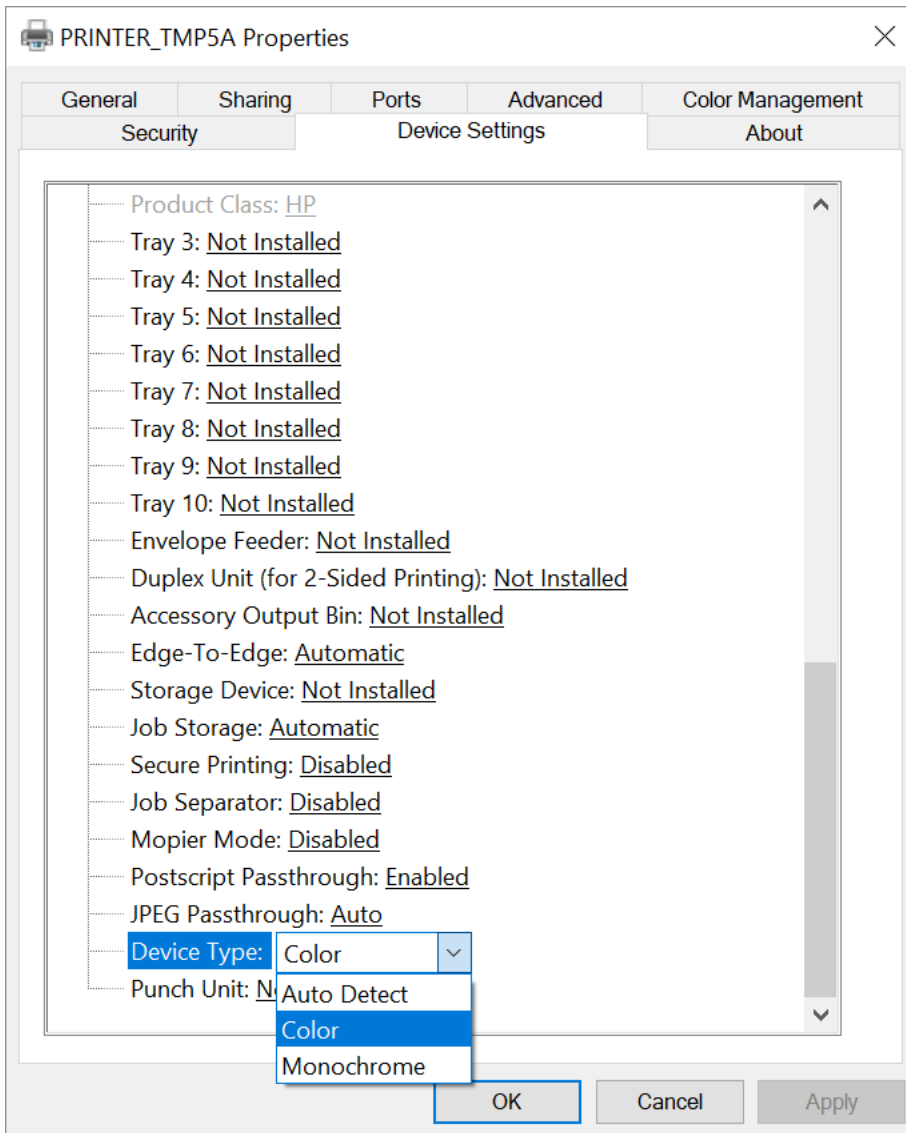 PRINTER_TMP5A Properties
General Sharing Ports Advanced Color Management
Security Device Settings About
Product Class: HP
Tray 3: Not Installed
Tray 4: Not Installed
Tray 5: Not Installed
Tray 6: Not Installed
Tray 7: Not Installed
Tray 8: Not Installed
Tray 9: Not Installed
Tray 10: Not Installed
Envelope Feeder: Not Installed
Duplex Unit (for 2-Sided Printing): Not Installed
Accessory Output Bin: Not Installed
Edge-To-Edge: Automatic
Storage Device: Not Installed
Job Storage: Automatic
Secure Printing: Disabled
Job Separator: Disabled
Mopier Mode: Disabled
Postscript Passthrough: Enabled
JPEG Passthrough: Auto
Device Type: Color
Punch Unit:
Auto Detect
Color
Monochrome
OK Cancel Apply